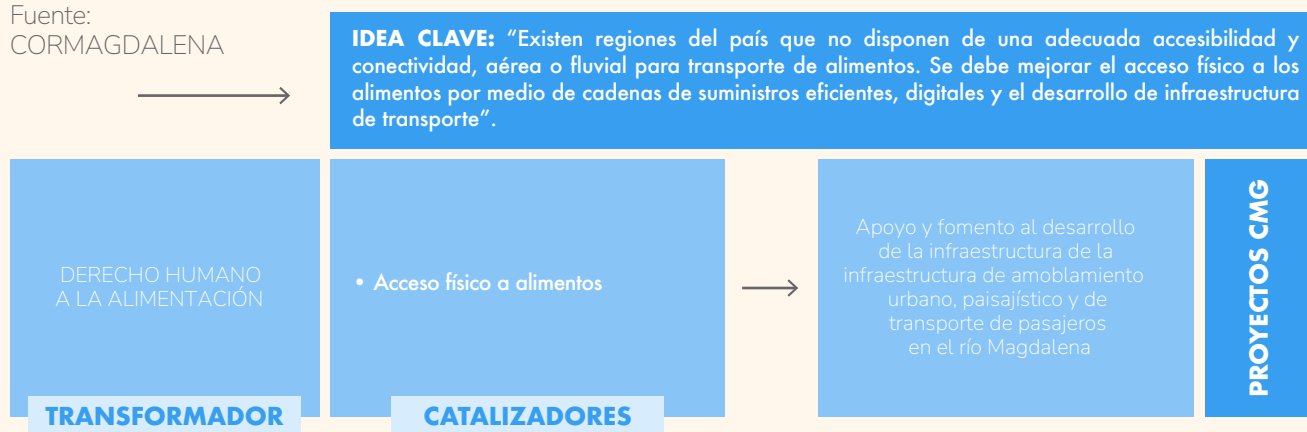 Fuente:
CORMAGDALENA
IDEA CLAVE: “Existen regiones del país que no disponen de una adecuada accesibilidad y
conectividad, aérea o fluvial para transporte de alimentos. Se debe mejorar el acceso físico a los
alimentos por medio de cadenas de suministros eficientes, digitales y el desarrollo de infraestructura
de transporte”.
DERECHO HUMANO
A LA ALIMENTACIÓN
TRANSFORMADOR
• Acceso físico a alimentos
CATALIZADORES
Apoyo y fomento al desarrollo
de la infraestructura de la
infraestructura de amoblamiento
urbano, paisajístico y de
transporte de pasajeros
en el río Magdalena
PROYECTOS CMG